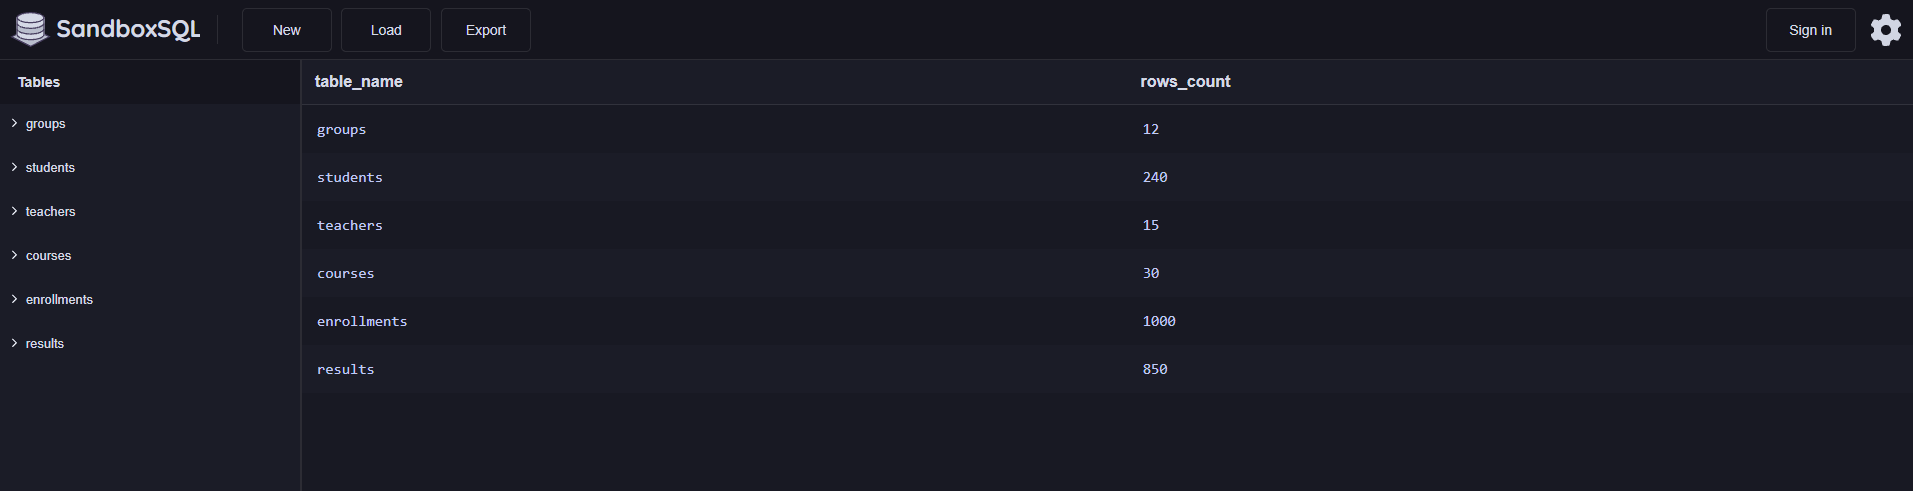 SandboxSQL New Load Export Sign in
Tables
groups
students
teachers
courses
enrollments
results
table_name rows_count
groups 12
students 240
teachers 15
courses 30
enrollments 1000
results 850